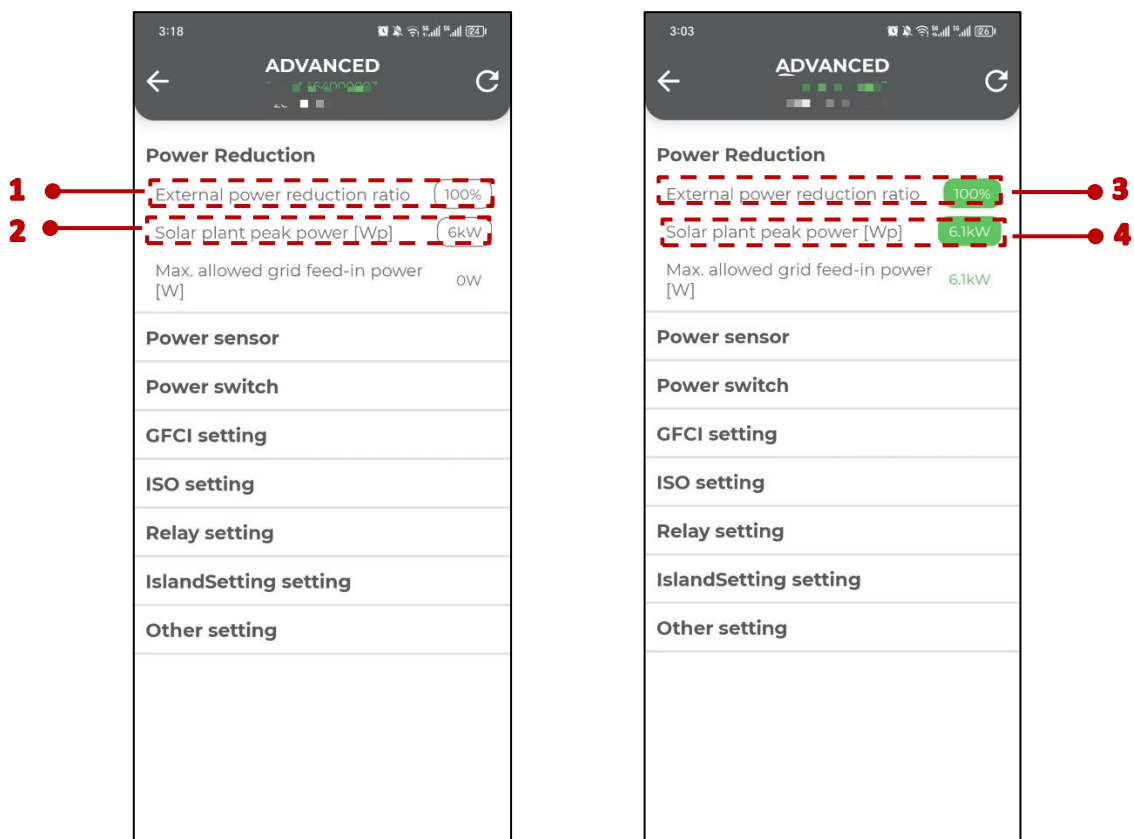 3:18
24
ADVANCED
Power Reduction
1
External power reduction ratio 100%
2
Solar plant peak power [Wp] 6kW
Max. allowed grid feed-in power
[W]
0W
Power sensor
Power switch
GFCI setting
ISO setting
Relay setting
IslandSetting setting
Other setting
3:03
26
ADVANCED
Power Reduction
External power reduction ratio 100%
3
Solar plant peak power [Wp] 6.1kW
4
Max. allowed grid feed-in power
[W]
6.1kW
Power sensor
Power switch
GFCI setting
ISO setting
Relay setting
IslandSetting setting
Other setting